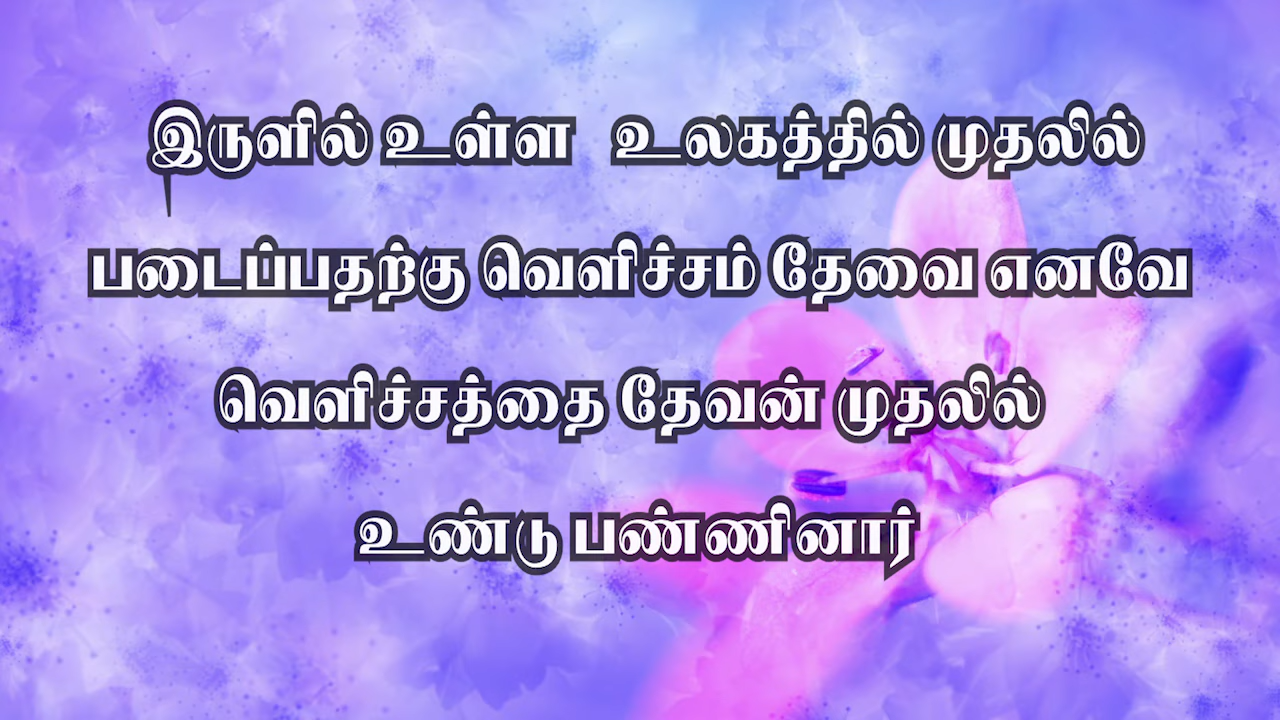 இருளில் உள்ள உலகத்தில் முதலில்
படைப்பதற்கு வெளிச்சம் தேவை எனவே
வெளிச்சத்தை தேவன் முதலில்
உண்டு பண்ணினார்